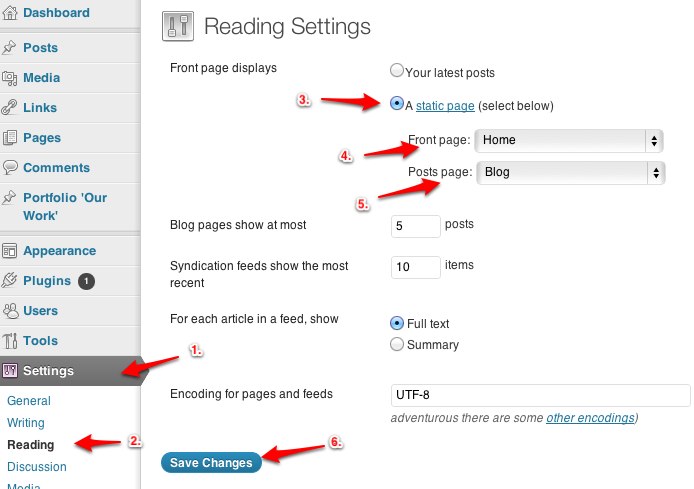 Dashboard
Posts
Media
Links
Pages
Comments
Portfolio 'Our
Work'
Appearance
Plugins 1
Users
Tools
Settings
General
Writing
Reading
Discussion
Media
1.
2.
Reading Settings
Front page displays
Your latest posts
3.
A static page (select below)
4.
Front page: Home
5.
Posts page: Blog
Blog pages show at most 5 posts
Syndication feeds show the most
recent
10 items
For each article in a feed, show
Full text
Summary
Encoding for pages and feeds UTF-8
adventurous there are some other encodings)
Save Changes
6.